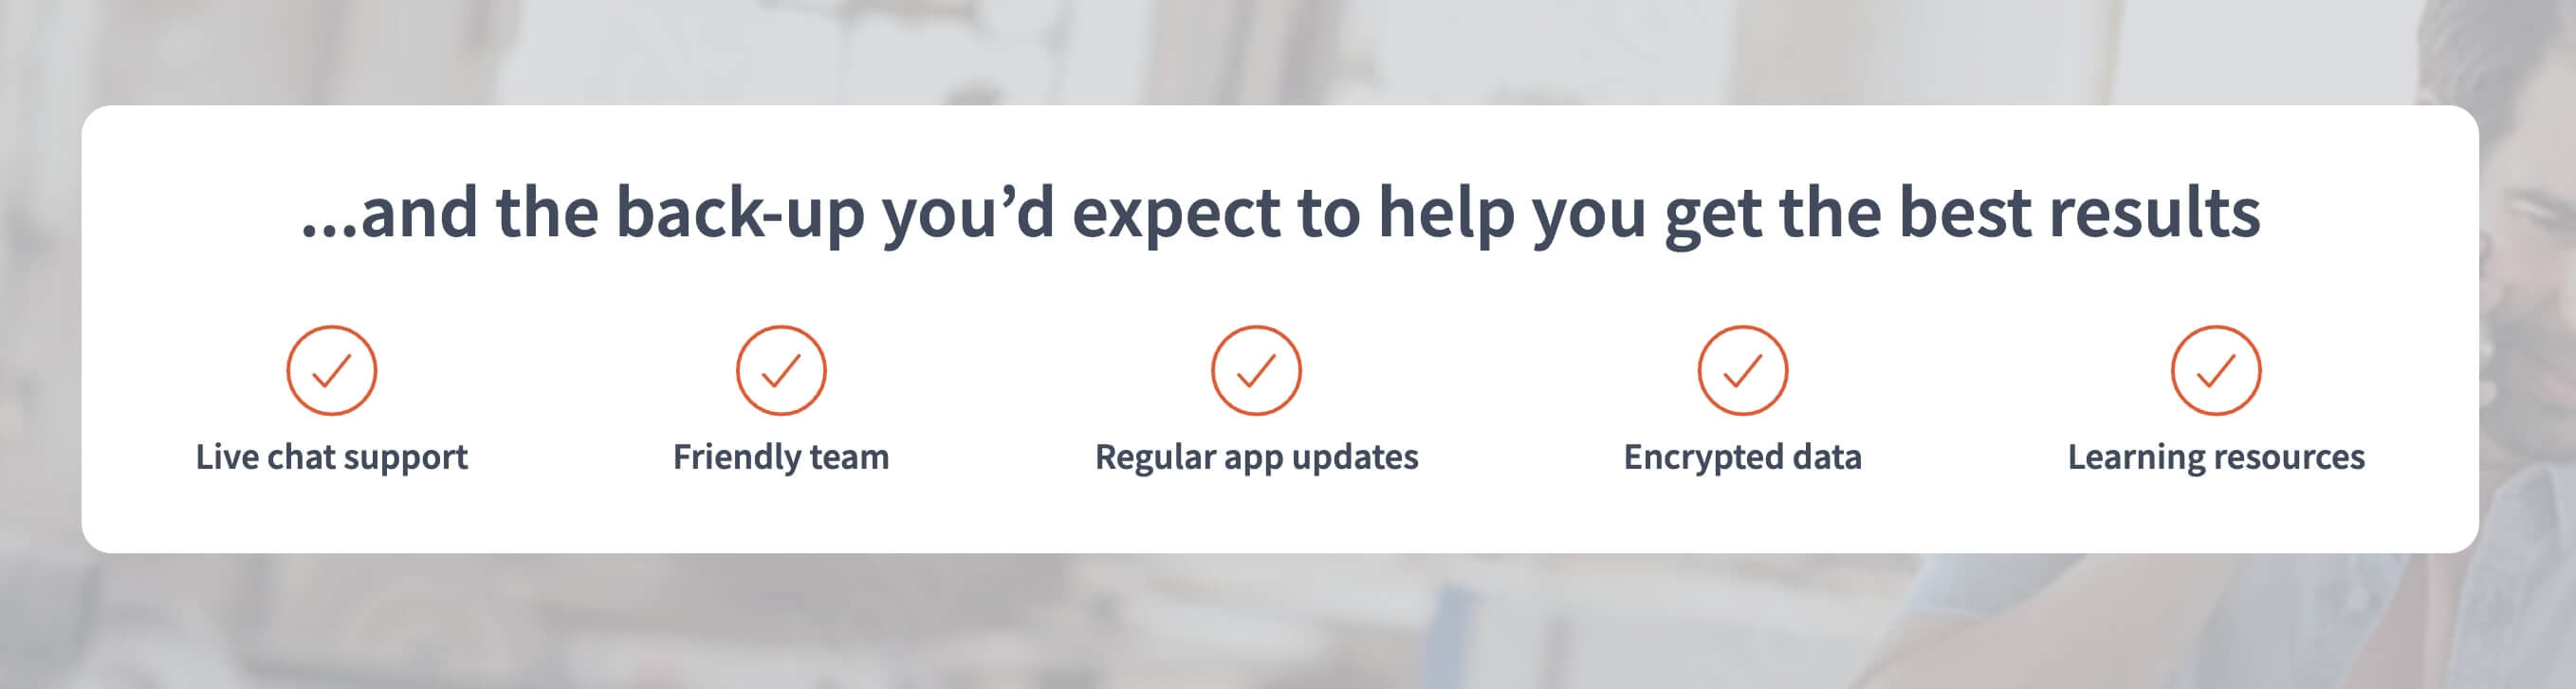 ...and the back-up you’d expect to help you get the best results
Live chat support
Friendly team
Regular app updates
Encrypted data
Learning resources